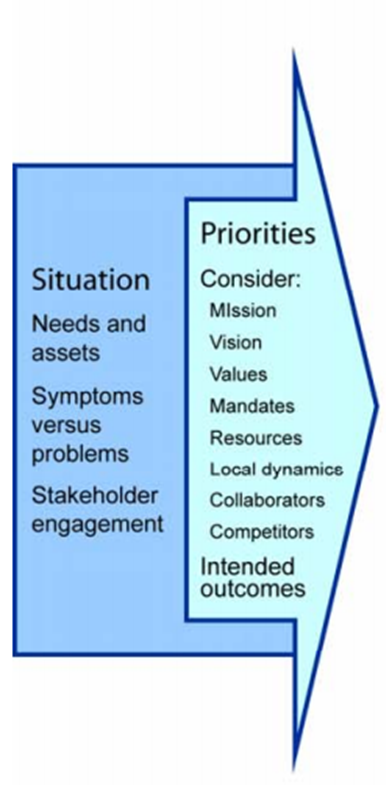 Situation
Needs and
assets
Symptoms
versus
problems
Stakeholder
engagement
Priorities
Consider:
MIssion
Vision
Values
Mandates
Resources
Local dynamics
Collaborators
Competitors
Intended
outcomes